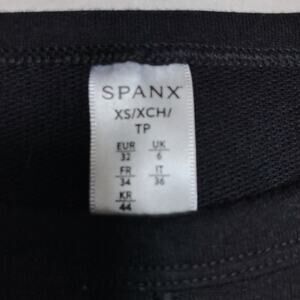 SPANX
XS/XCH/
TP
EUR UK
32 6
FR IT
34 36
KR
44